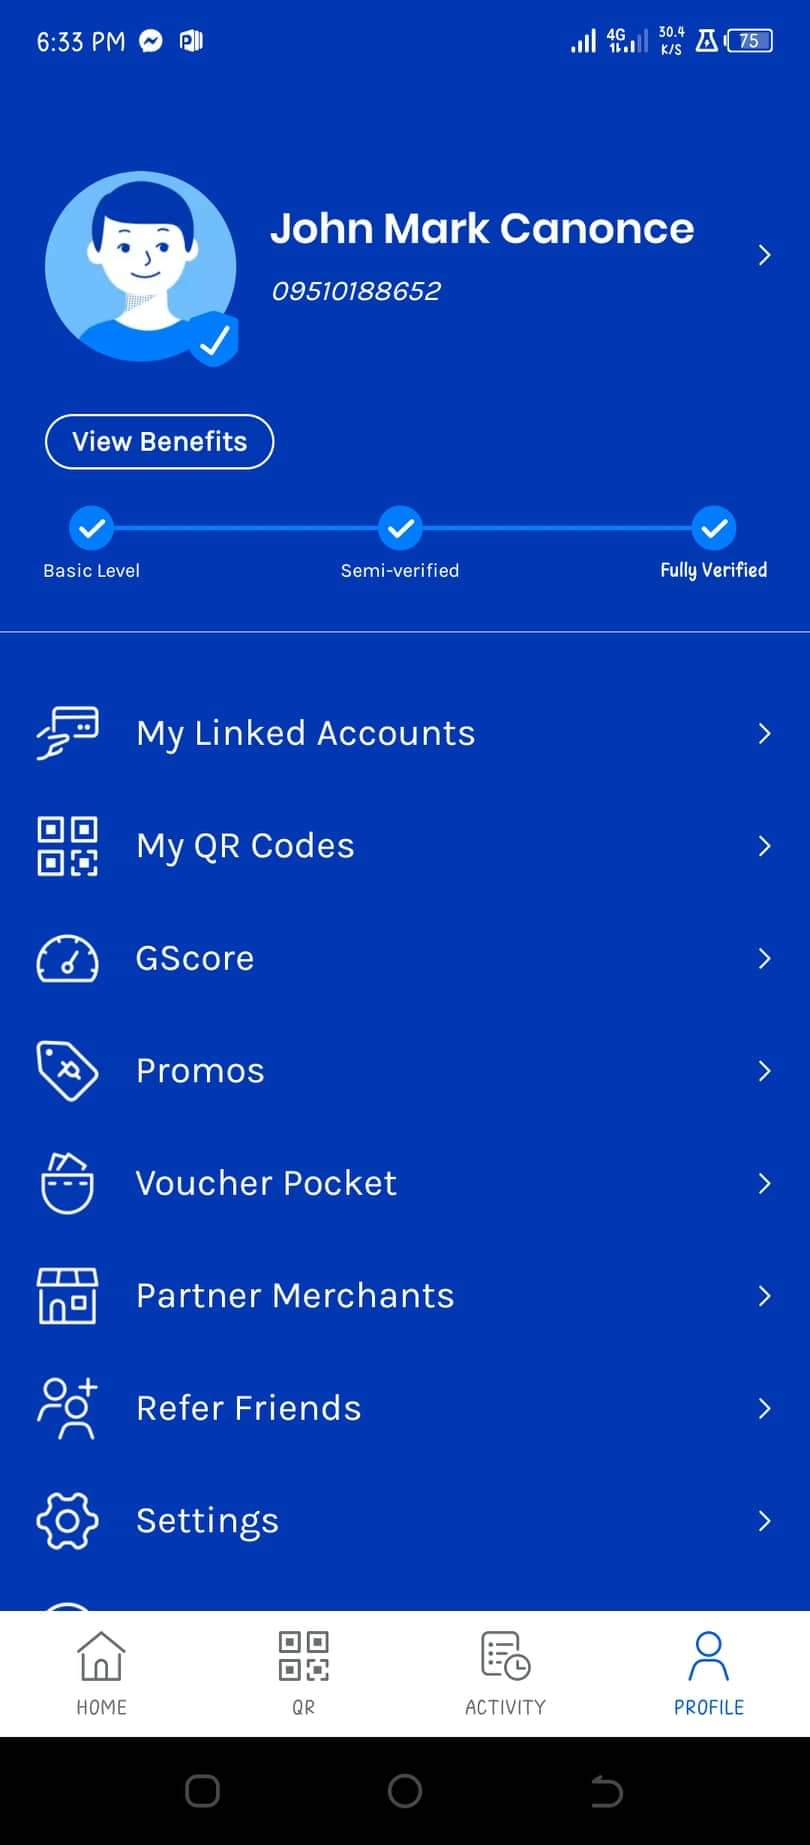 6:33 PM
4G
30.4
K/S
75
John Mark Canonce
09510188652
View Benefits
Basic Level
Semi-verified
Fully Verified
My Linked Accounts
My QR Codes
GScore
Promos
Voucher Pocket
Partner Merchants
Refer Friends
Settings
HOME
QR
ACTIVITY
PROFILE